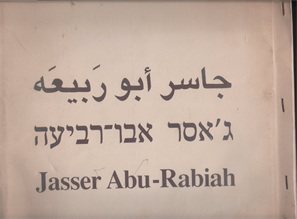 جاسر أبو رَبيعَه
ג'אסר אבו־רביעה
Jasser Abu-Rabiah